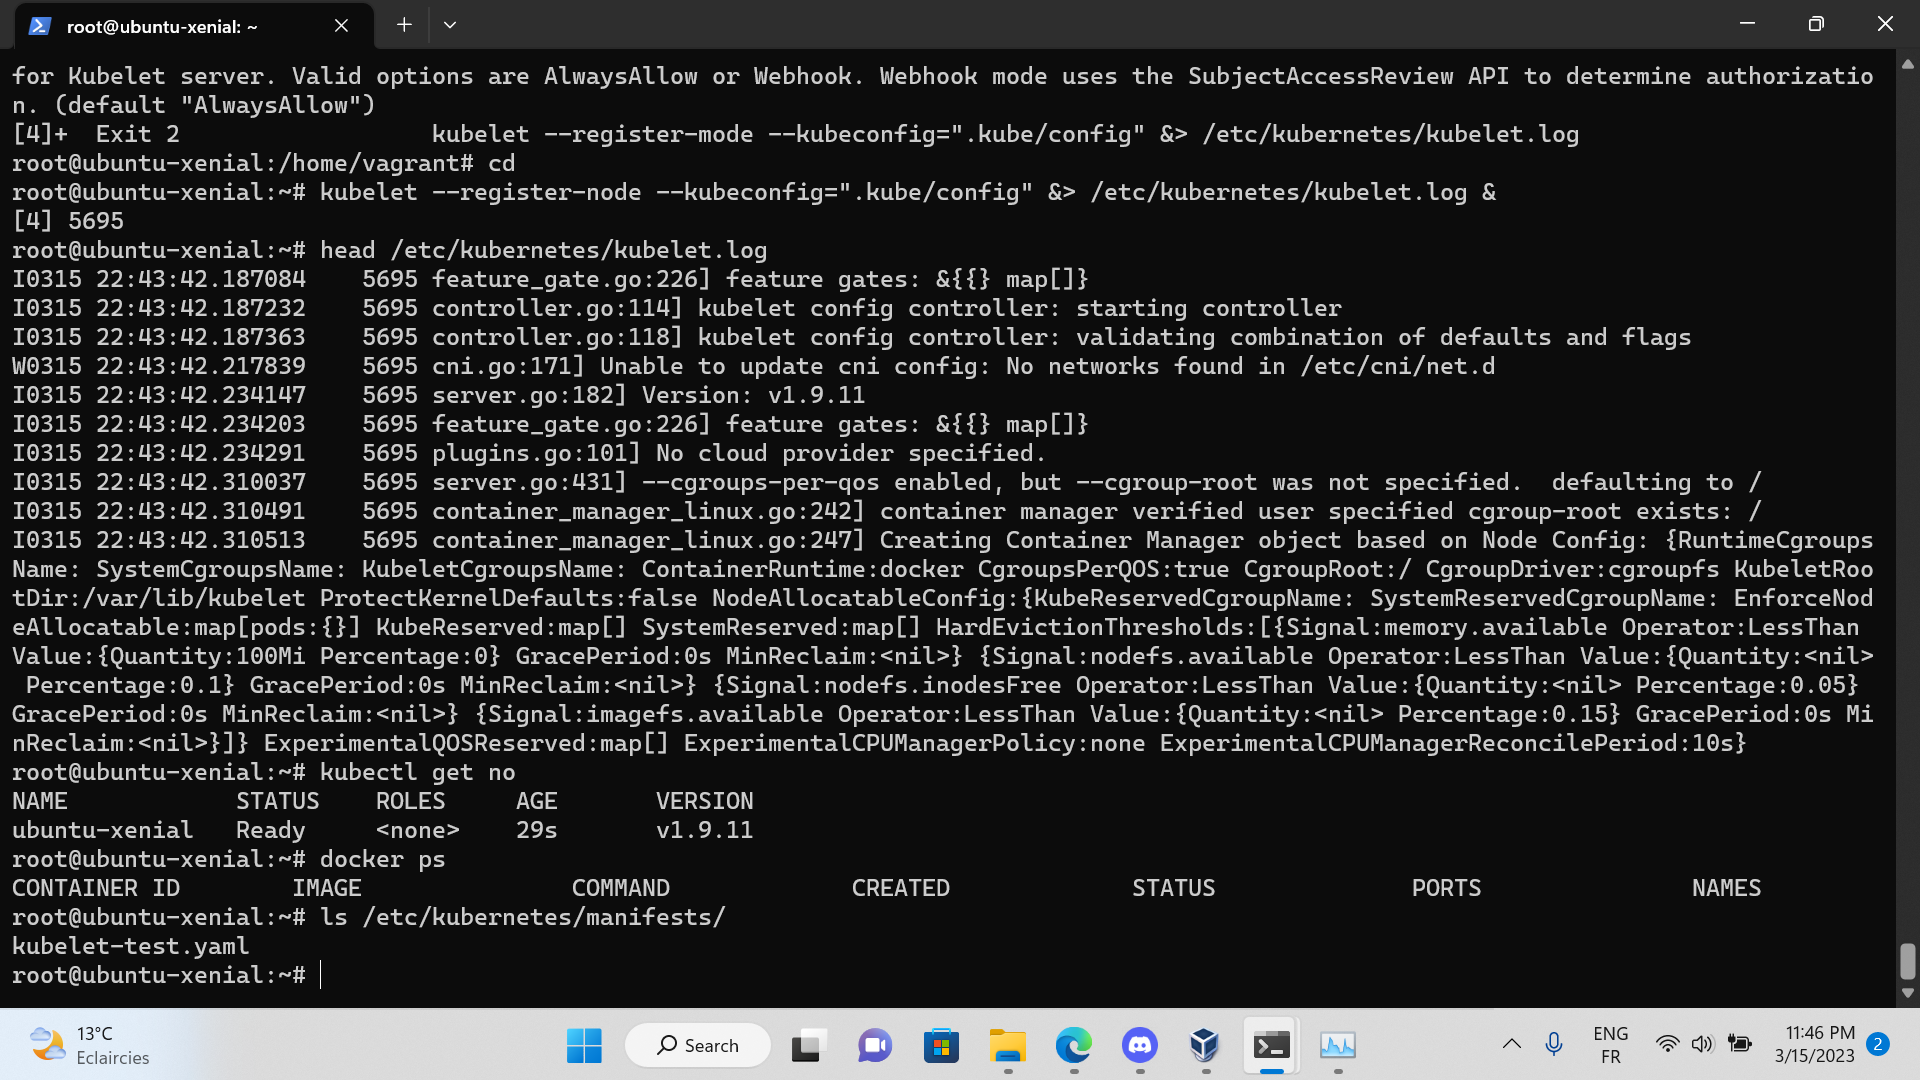 root@ubuntu-xenial: ~
for Kubelet server. Valid options are AlwaysAllow or Webhook. Webhook mode uses the SubjectAccessReview API to determine authorizatio
n. (default "AlwaysAllow")
[4]+  Exit 2                  kubelet --register-mode --kubeconfig=".kube/config" &> /etc/kubernetes/kubelet.log
root@ubuntu-xenial:/home/vagrant# cd
root@ubuntu-xenial:~# kubelet --register-node --kubeconfig=".kube/config" &> /etc/kubernetes/kubelet.log &
[4] 5695
root@ubuntu-xenial:~# head /etc/kubernetes/kubelet.log
I0315 22:43:42.187084    5695 feature_gate.go:226] feature gates: &{{} map[]}
I0315 22:43:42.187232    5695 controller.go:114] kubelet config controller: starting controller
I0315 22:43:42.187363    5695 controller.go:118] kubelet config controller: validating combination of defaults and flags
W0315 22:43:42.217839    5695 cni.go:171] Unable to update cni config: No networks found in /etc/cni/net.d
I0315 22:43:42.234147    5695 server.go:182] Version: v1.9.11
I0315 22:43:42.234203    5695 feature_gate.go:226] feature gates: &{{} map[]}
I0315 22:43:42.234291    5695 plugins.go:101] No cloud provider specified.
I0315 22:43:42.310037    5695 server.go:431] --cgroups-per-qos enabled, but --cgroup-root was not specified.  defaulting to /
I0315 22:43:42.310491    5695 container_manager_linux.go:242] container manager verified user specified cgroup-root exists: /
I0315 22:43:42.310513    5695 container_manager_linux.go:247] Creating Container Manager object based on Node Config: {RuntimeCgroups
Name: SystemCgroupsName: KubeletCgroupsName: ContainerRuntime:docker CgroupsPerQOS:true CgroupRoot:/ CgroupDriver:cgroupfs KubeletRoo
tDir:/var/lib/kubelet ProtectKernelDefaults:false NodeAllocatableConfig:{KubeReservedCgroupName: SystemReservedCgroupName: EnforceNod
eAllocatable:map[pods:{}] KubeReserved:map[] SystemReserved:map[] HardEvictionThresholds:[{Signal:memory.available Operator:LessThan
Value:{Quantity:100Mi Percentage:0} GracePeriod:0s MinReclaim:<nil>} {Signal:nodefs.available Operator:LessThan Value:{Quantity:<nil>
 Percentage:0.1} GracePeriod:0s MinReclaim:<nil>} {Signal:nodefs.inodesFree Operator:LessThan Value:{Quantity:<nil> Percentage:0.05}
GracePeriod:0s MinReclaim:<nil>} {Signal:imagefs.available Operator:LessThan Value:{Quantity:<nil> Percentage:0.15} GracePeriod:0s Mi
nReclaim:<nil>}]} ExperimentalQOSReserved:map[] ExperimentalCPUManagerPolicy:none ExperimentalCPUManagerReconcilePeriod:10s}
root@ubuntu-xenial:~# kubectl get no
NAME            STATUS    ROLES     AGE       VERSION
ubuntu-xenial   Ready     <none>    29s       v1.9.11
root@ubuntu-xenial:~# docker ps
CONTAINER ID        IMAGE               COMMAND             CREATED             STATUS              PORTS               NAMES
root@ubuntu-xenial:~# ls /etc/kubernetes/manifests/
kubelet-test.yaml
root@ubuntu-xenial:~#
13°C
Eclaircies
Search
ENG
FR
11:46 PM
3/15/2023
2